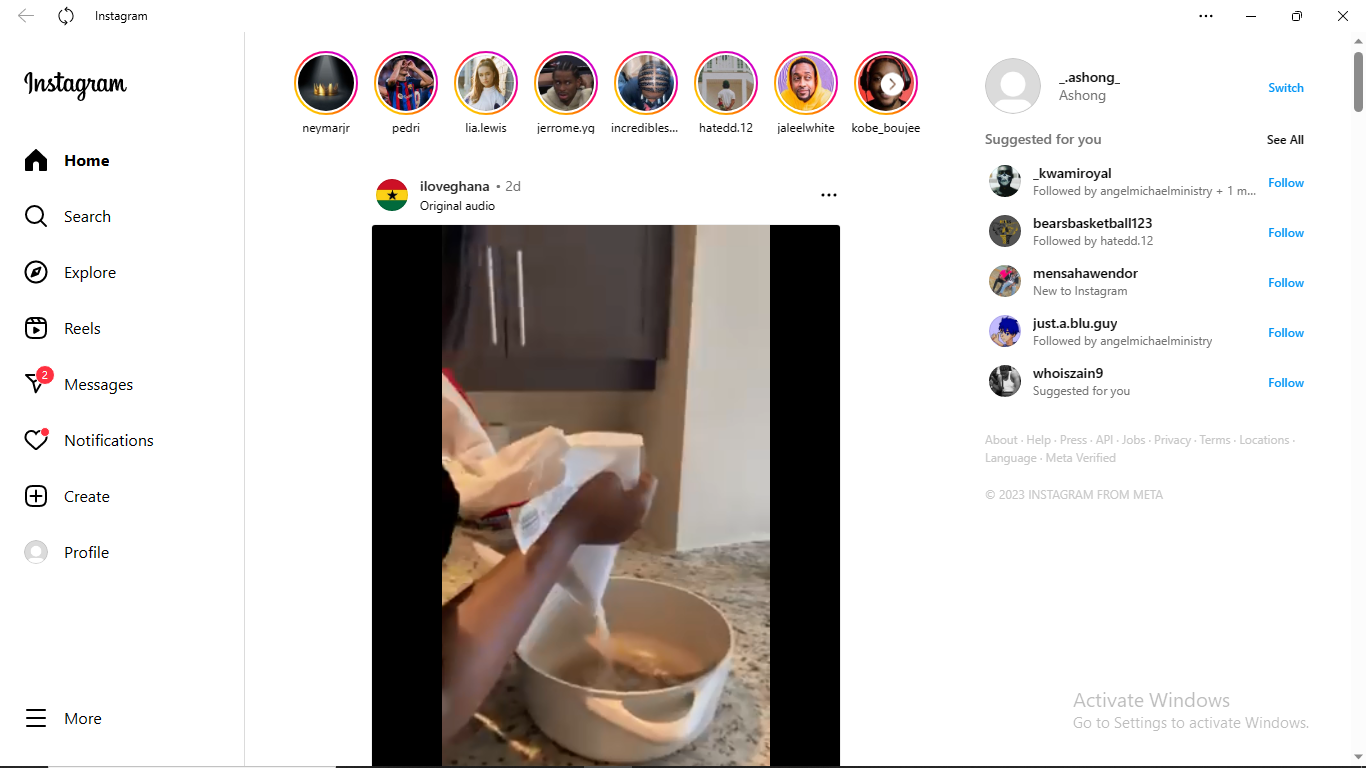 Instagram
Instagram
Home
Search
Explore
Reels
2
Messages
Notifications
Create
Profile
More
neymarjr
pedri
lia.lewis
jerrome.yg
incredibles...
hatedd.12
jaleelwhite
kobe_boujee
iloveghana • 2d
Original audio
_.ashong_
Ashong
Switch
Suggested for you
See All
_kwamiroyal
Followed by angelmichaelministry + 1 m...
Follow
bearsbasketball123
Followed by hatedd.12
Follow
mensahawendor
New to Instagram
Follow
just.a.blu.guy
Followed by angelmichaelministry
Follow
whoiszain9
Suggested for you
Follow
About · Help · Press · API · Jobs · Privacy · Terms · Locations ·
Language · Meta Verified
© 2023 INSTAGRAM FROM META
Activate Windows
Go to Settings to activate Windows.